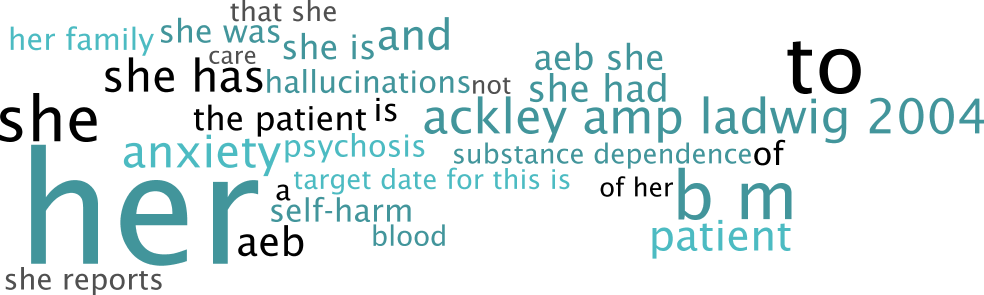 that she
her family she was she is and
care
she has hallucinations not aeb she she had to
she the patient is ackley amp ladwig 2004
anxiety psychosis substance dependence of
her a target date for this is of her b m
self-harm
aeb blood patient
she reports